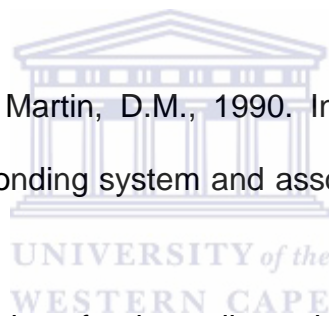 Martin, D.M., 1990. In
onding system and asso
UNIVERSITY of the
WESTERN CAPE